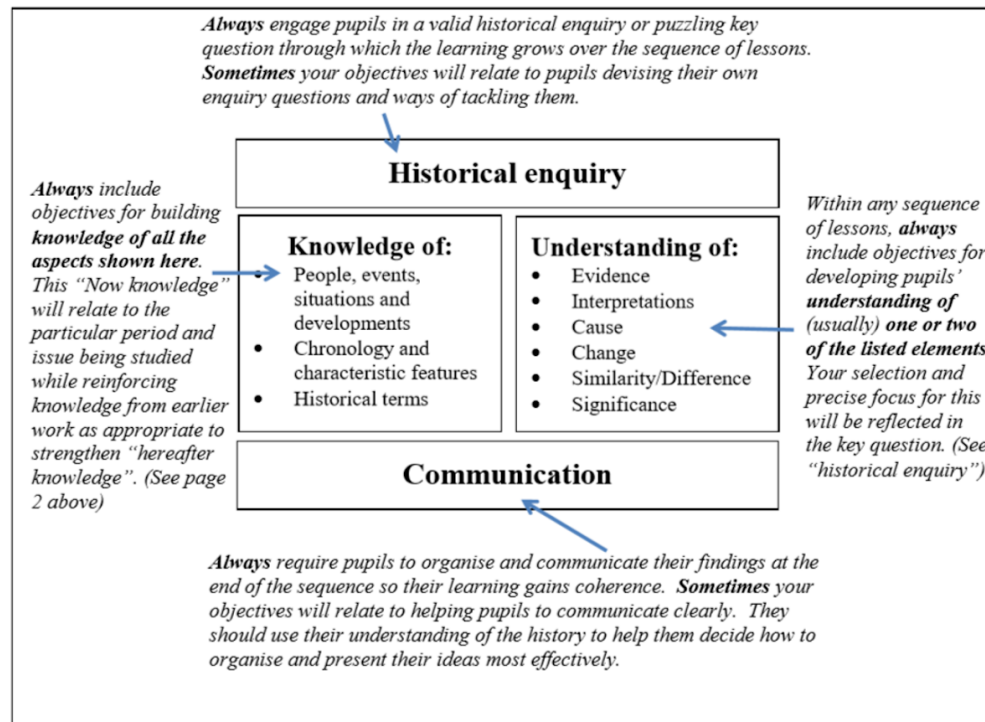 Always engage pupils in a valid historical enquiry or puzzling key
question through which the learning grows over the sequence of lessons.
Sometimes your objectives will relate to pupils devising their own
enquiry questions and ways of tackling them.
Historical enquiry
Always include
objectives for building
knowledge of all the
aspects shown here.
This “Now knowledge”
will relate to the
particular period and
issue being studied
while reinforcing
knowledge from earlier
work as appropriate to
strengthen “hereafter
knowledge”. (See page
2 above)
Knowledge of:
• People, events,
situations and
developments
• Chronology and
characteristic features
• Historical terms
Understanding of:
• Evidence
• Interpretations
• Cause
• Change
• Similarity/Difference
• Significance
Within any sequence
of lessons, always
include objectives for
developing pupils’
understanding of
(usually) one or two
of the listed elements
Your selection and
precise focus for this
will be reflected in
the key question. (See
“historical enquiry”)
Communication
Always require pupils to organise and communicate their findings at the
end of the sequence so their learning gains coherence. Sometimes your
objectives will relate to helping pupils to communicate clearly. They
should use their understanding of the history to help them decide how to
organise and present their ideas most effectively.